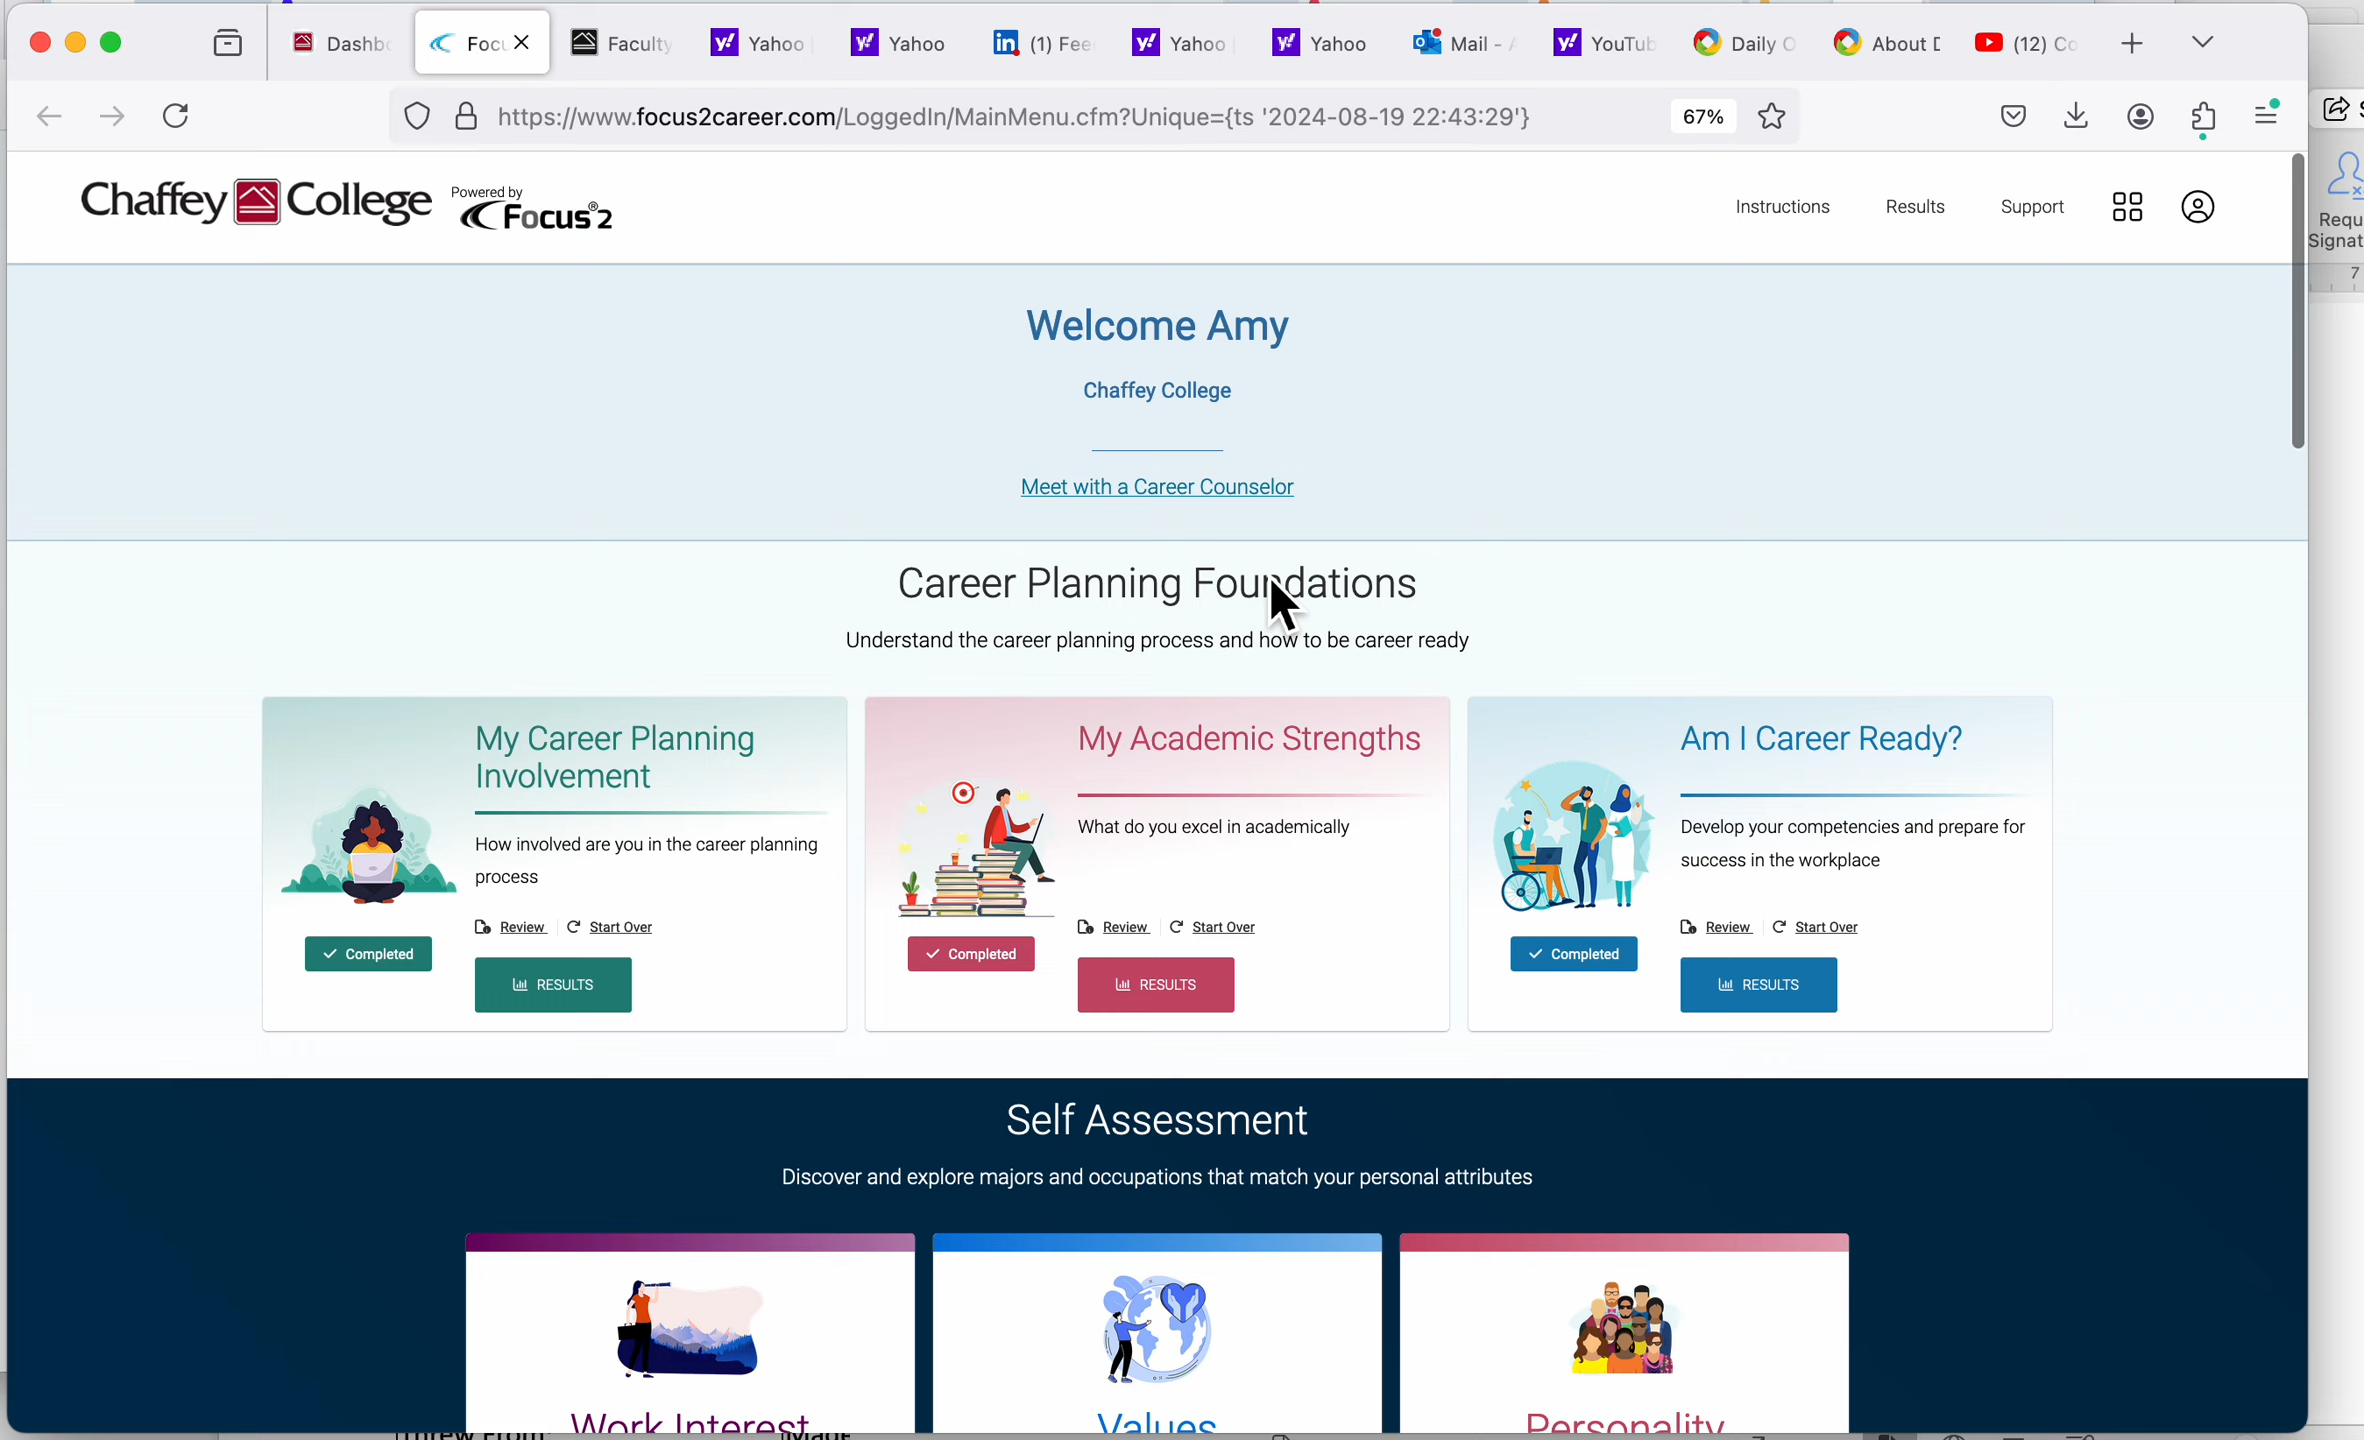 Dashb
Focu
Faculty
Yahoo
Yahoo
in (1) Fee
Yahoo
Yahoo
Mail - A
YouTub
Daily O
About D
(12) Co
https://www.focus2career.com/LoggedIn/MainMenu.cfm?Unique={ts '2024-08-19 22:43:29'}
67%
Requ
Signat
7
Chaffey College
Powered by
Focus®2
Instructions
Results
Support
Welcome Amy
Chaffey College
Meet with a Career Counselor
Career Planning Foundations
Understand the career planning process and how to be career ready
My Career Planning
Involvement
How involved are you in the career planning
process
Review
Start Over
Completed
RESULTS
My Academic Strengths
What do you excel in academically
Review
Start Over
Completed
RESULTS
Am I Career Ready?
Develop your competencies and prepare for
success in the workplace
Review
Start Over
Completed
RESULTS
Self Assessment
Discover and explore majors and occupations that match your personal attributes
Work Interest
Values
Personality